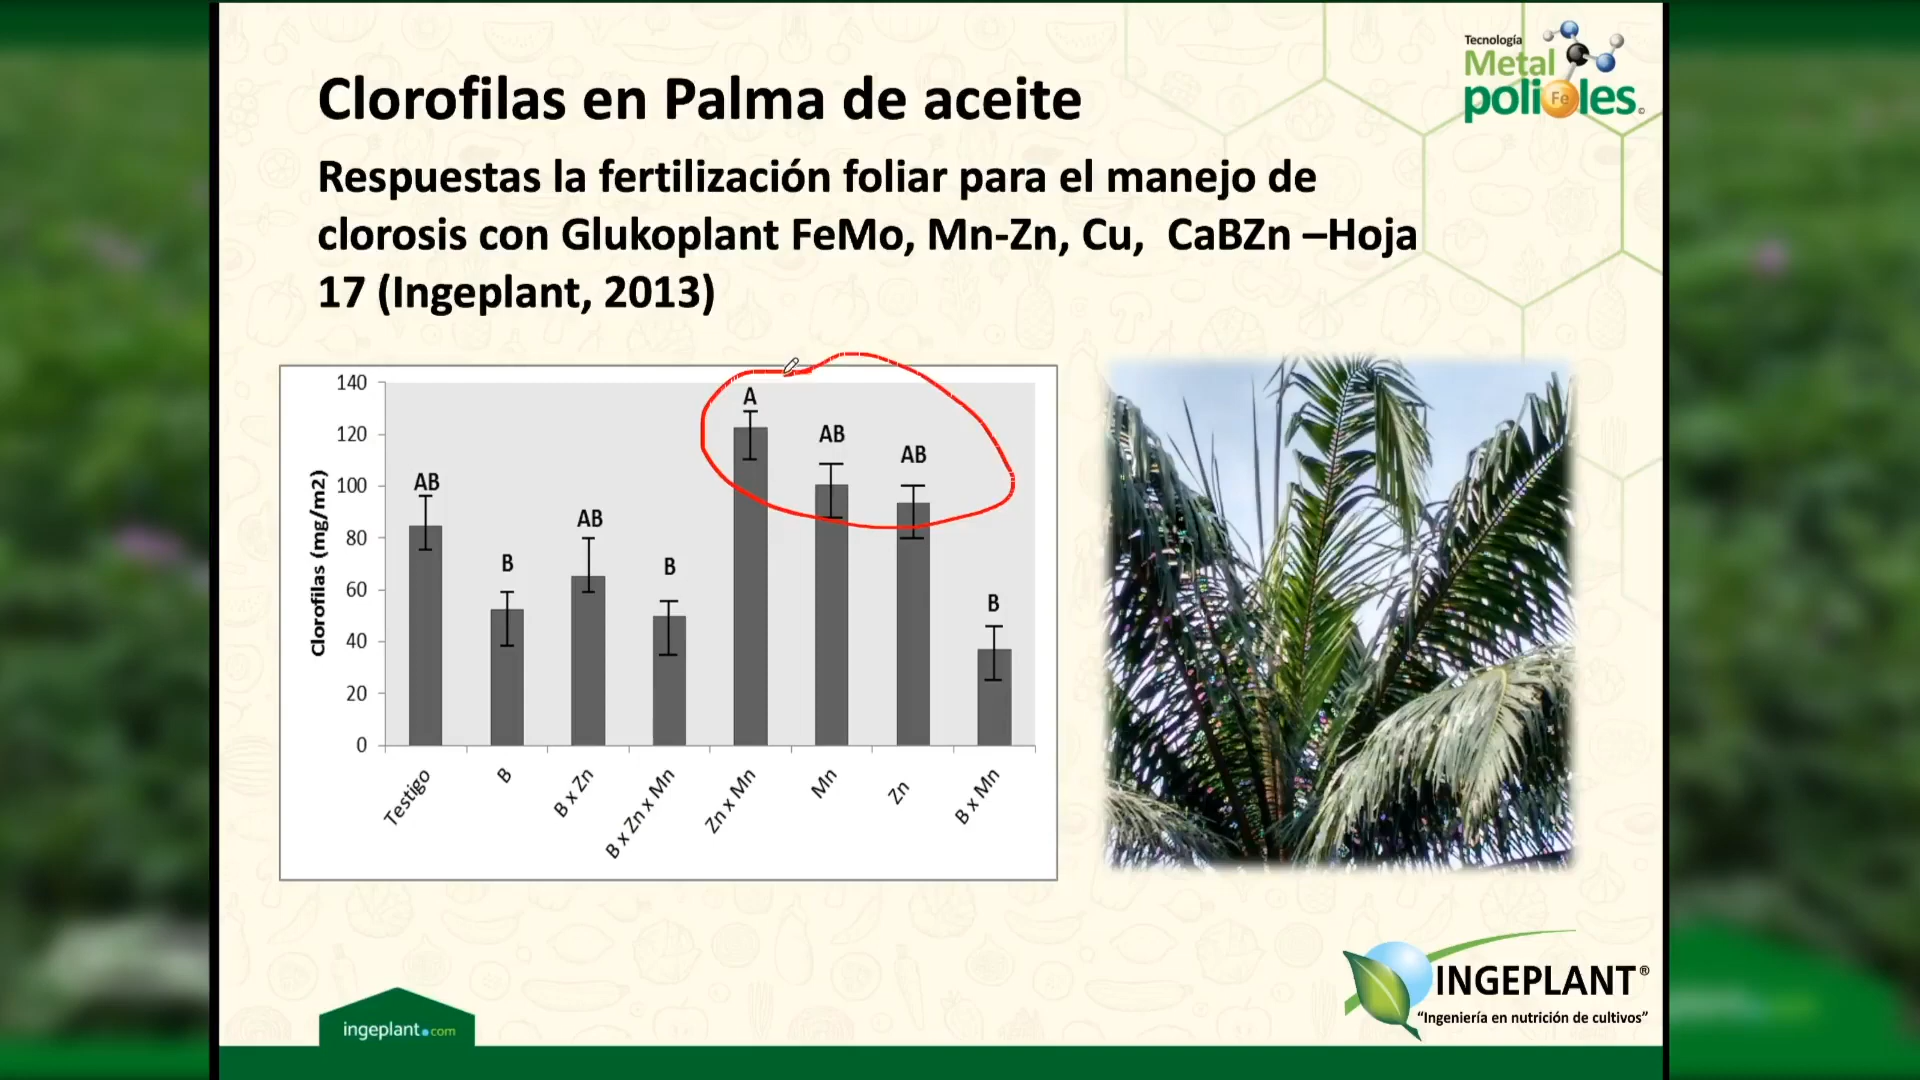 Clorofilas en Palma de aceite
Tecnología
Metal
polioles
Fe
Respuestas la fertilización foliar para el manejo de
clorosis con Glukoplant FeMo, Mn-Zn, Cu, CaBZn –Hoja
17 (Ingeplant, 2013)
Clorofilas (mg/m2)
140
120
100
80
60
40
20
0
AB
B
AB
B
A
AB
AB
B
Testigo
B
B x Zn
B x Zn x Mn
Zn x Mn
Mn
Zn
B x Mn
INGEPLANT®
“Ingeniería en nutrición de cultivos”
ingeplant.com